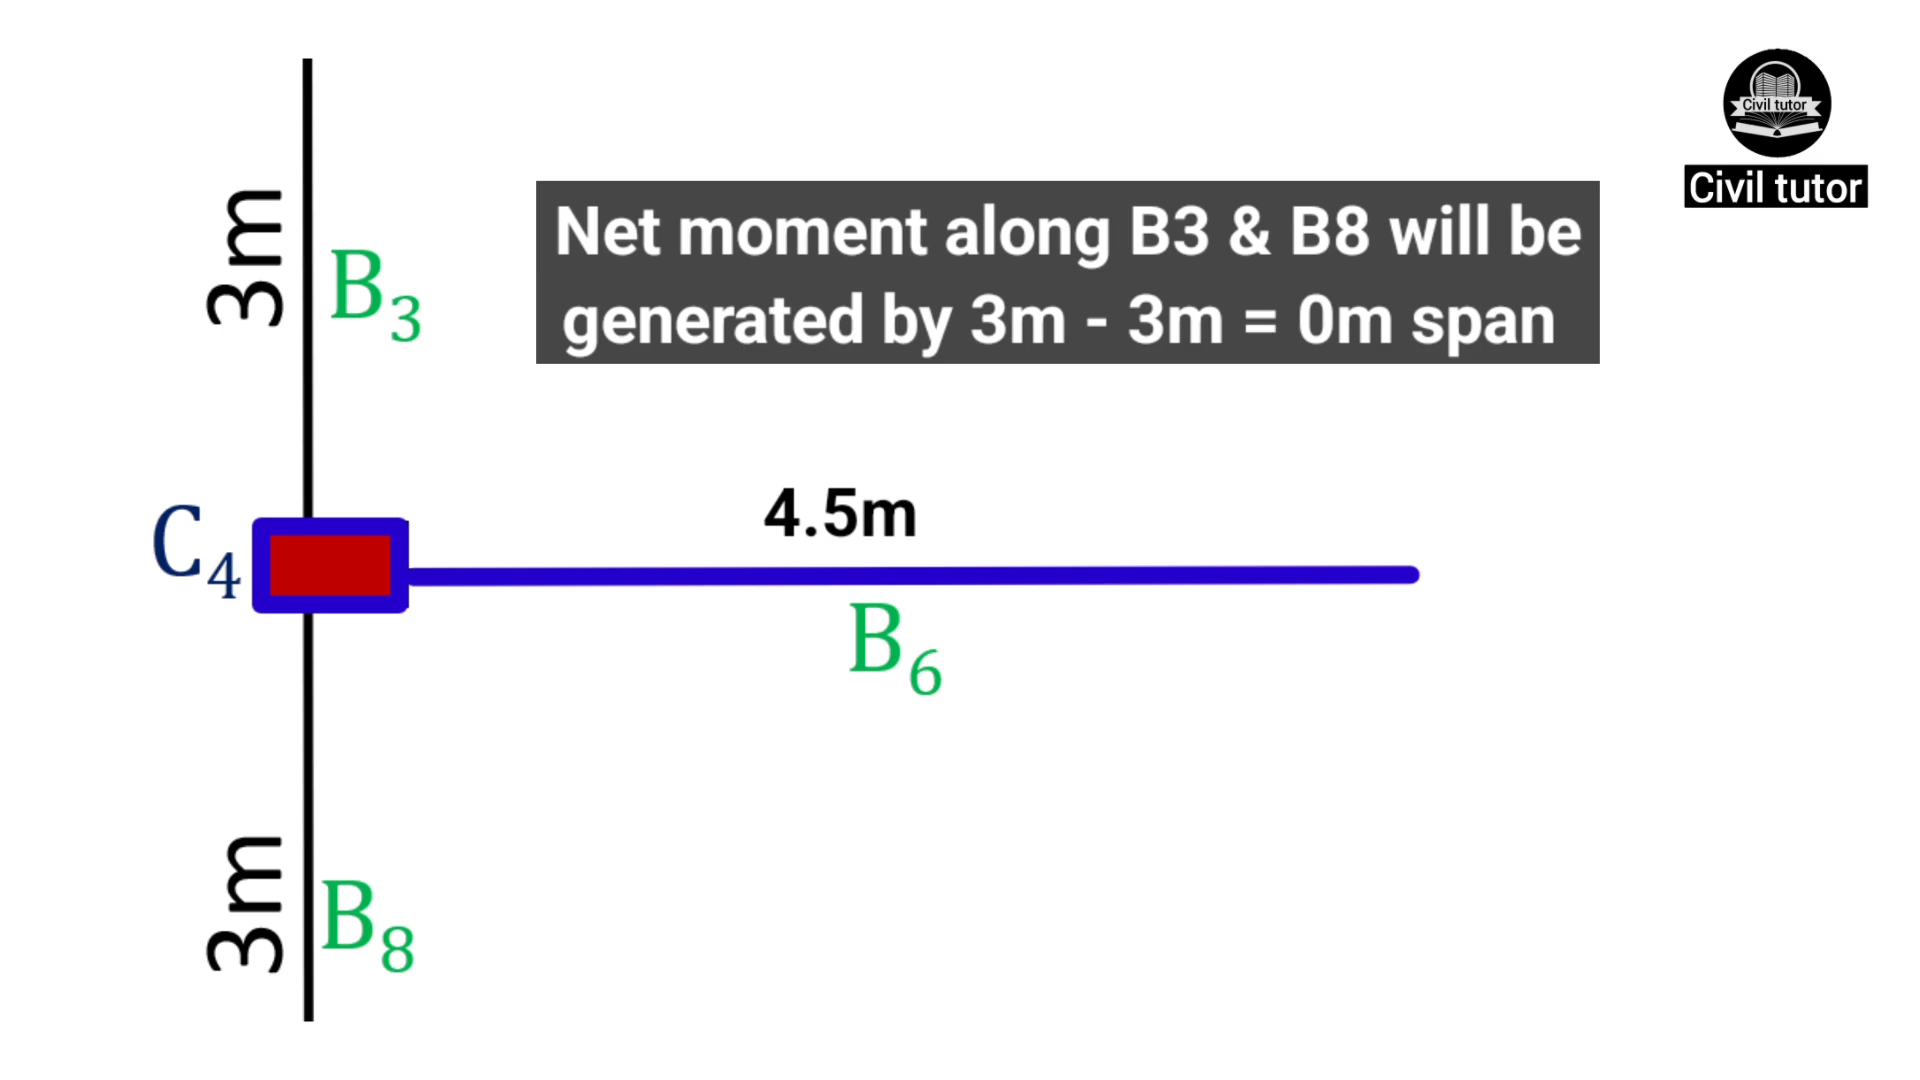 Civil tutor
Civil tutor
3m
B3
Net moment along B3 & B8 will be
generated by 3m - 3m = 0m span
4.5m
C4
B6
3m
B8